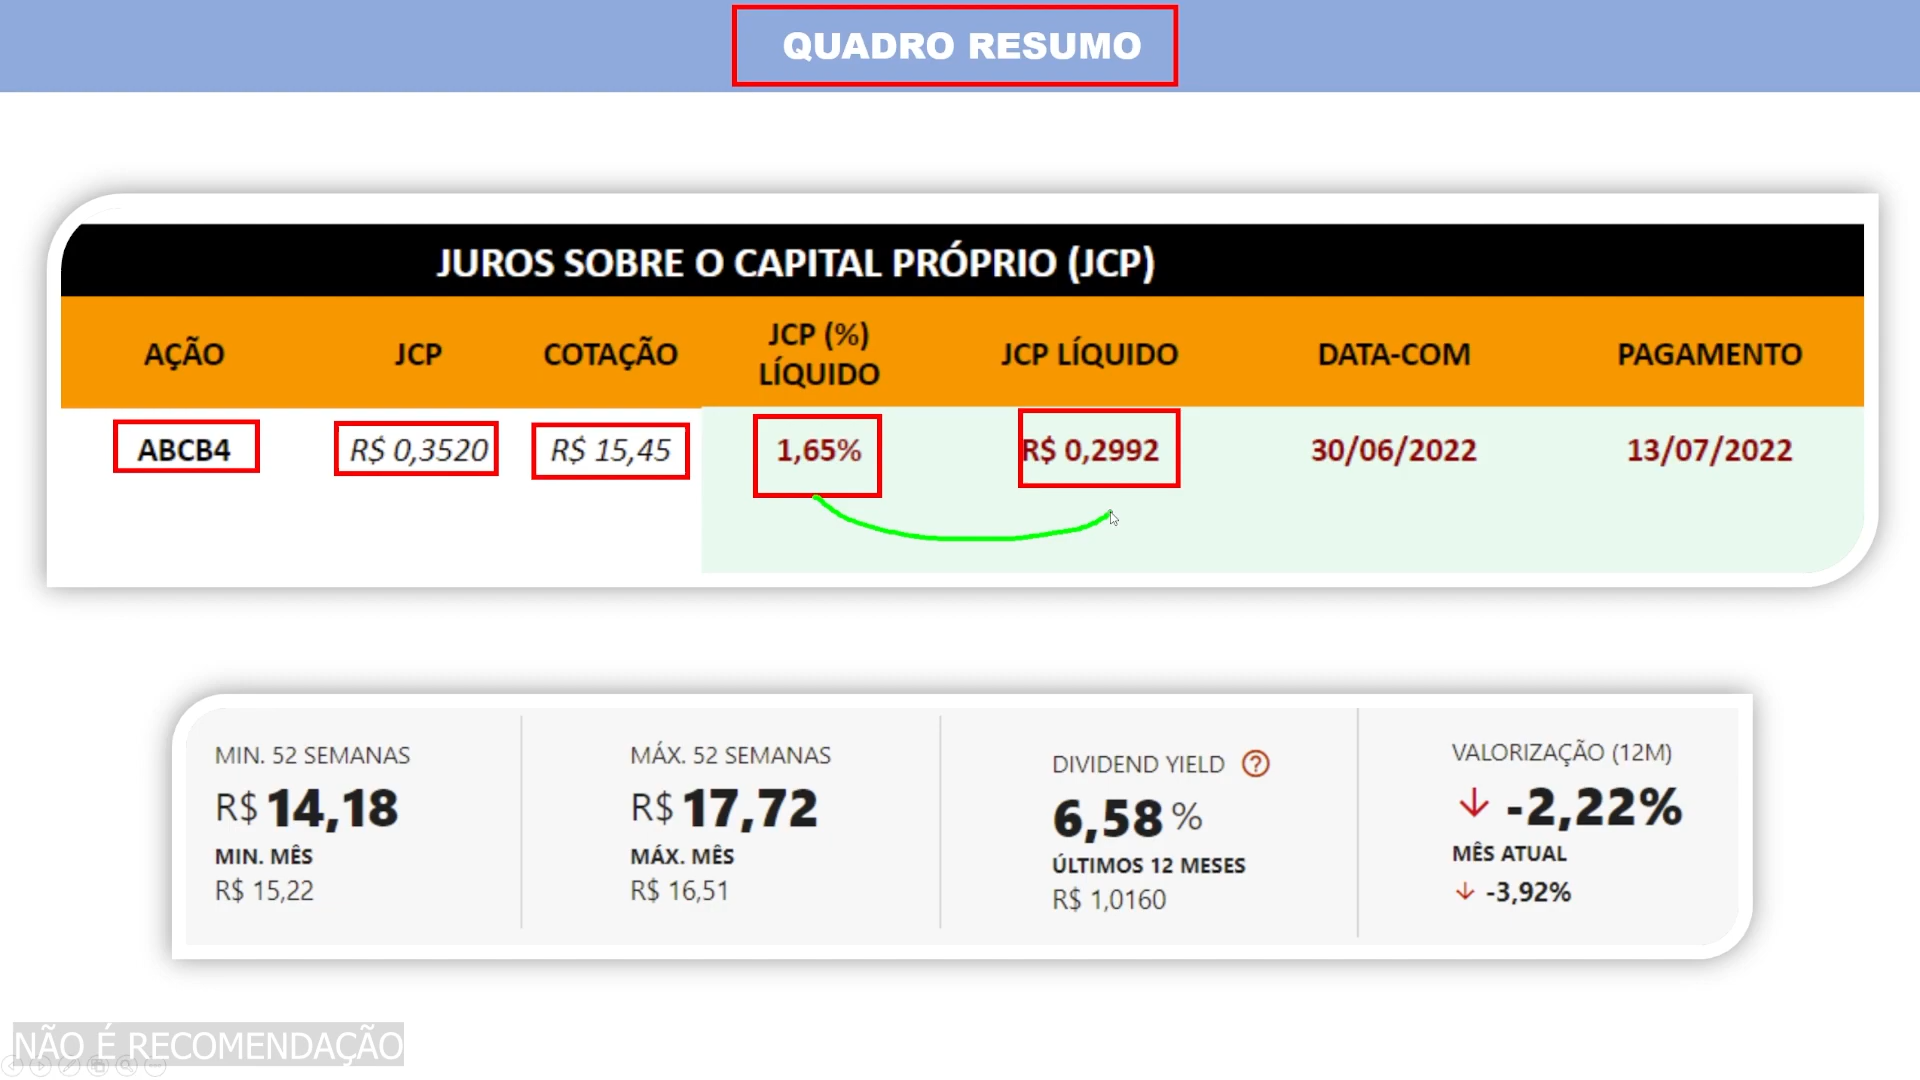 QUADRO RESUMO
JUROS SOBRE O CAPITAL PRÓPRIO (JCP)
AÇÃO JCP COTAÇÃO JCP (%) LÍQUIDO JCP LÍQUIDO DATA-COM PAGAMENTO
ABCB4 R$ 0,3520 R$ 15,45 1,65% R$ 0,2992 30/06/2022 13/07/2022
MIN. 52 SEMANAS
R$ 14,18
MIN. MÊS
R$ 15,22
MÁX. 52 SEMANAS
R$ 17,72
MÁX. MÊS
R$ 16,51
DIVIDEND YIELD ?
6,58 %
ÚLTIMOS 12 MESES
R$ 1,0160
VALORIZAÇÃO (12M)
↓ -2,22%
MÊS ATUAL
↓ -3,92%
NÃO É RECOMENDAÇÃO